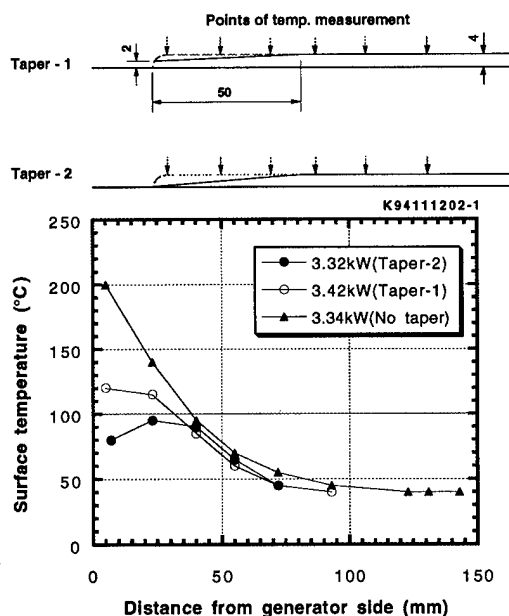 Points of temp. measurement
2
4
Taper - 1
50
Taper - 2
K94111202-1
250
200
150
100
50
0
Surface temperature (°C)
3.32kW(Taper-2)
3.42kW(Taper-1)
3.34kW(No taper)
0 50 100 150
Distance from generator side (mm)